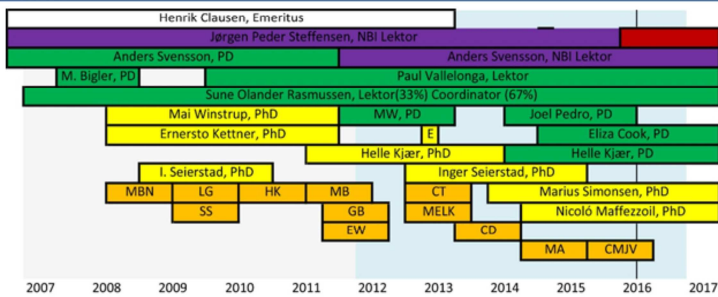 Henrik Clausen, Emeritus
Jørgen Peder Steffensen, NBI Lektor
Anders Svensson, PD Anders Svensson, NBI Lektor
M. Bigler, PD Paul Vallelonga, Lektor
Sune Olander Rasmussen, Lektor(33%) Coordinator (67%)
Mai Winstrup, PhD MW, PD Joel Pedro, PD
Ernersto Kettner, PhD E Eliza Cook, PD
Helle Kjær, PhD Helle Kjær, PD
I. Seierstad, PhD Inger Seierstad, PhD
MBN LG HK MB CT Marius Simonsen, PhD
SS GB MELK Nicoló Maffezzoil, PhD
EW CD
MA CMJV
2007 2008 2009 2010 2011 2012 2013 2014 2015 2016 2017